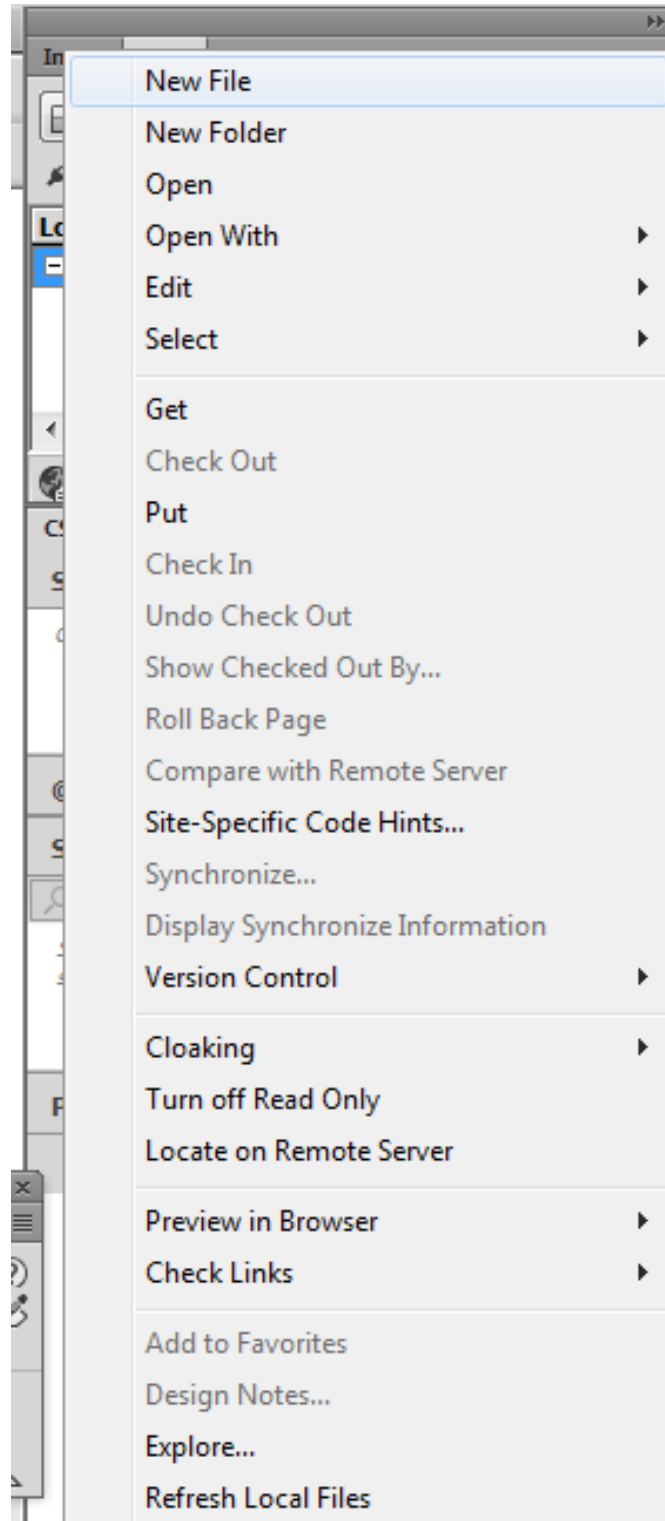 New File
New Folder
Open
Open With
Edit
Select
Get
Check Out
Put
Check In
Undo Check Out
Show Checked Out By...
Roll Back Page
Compare with Remote Server
Site-Specific Code Hints...
Synchronize...
Display Synchronize Information
Version Control
Cloaking
Turn off Read Only
Locate on Remote Server
Preview in Browser
Check Links
Add to Favorites
Design Notes...
Explore...
Refresh Local Files